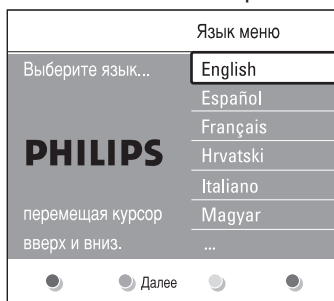 Язык меню
Выберите язык...
English
Español
Français
PHILIPS
Hrvatski
Italiano
перемещая курсор
Magyar
вверх и вниз.
...
Далее